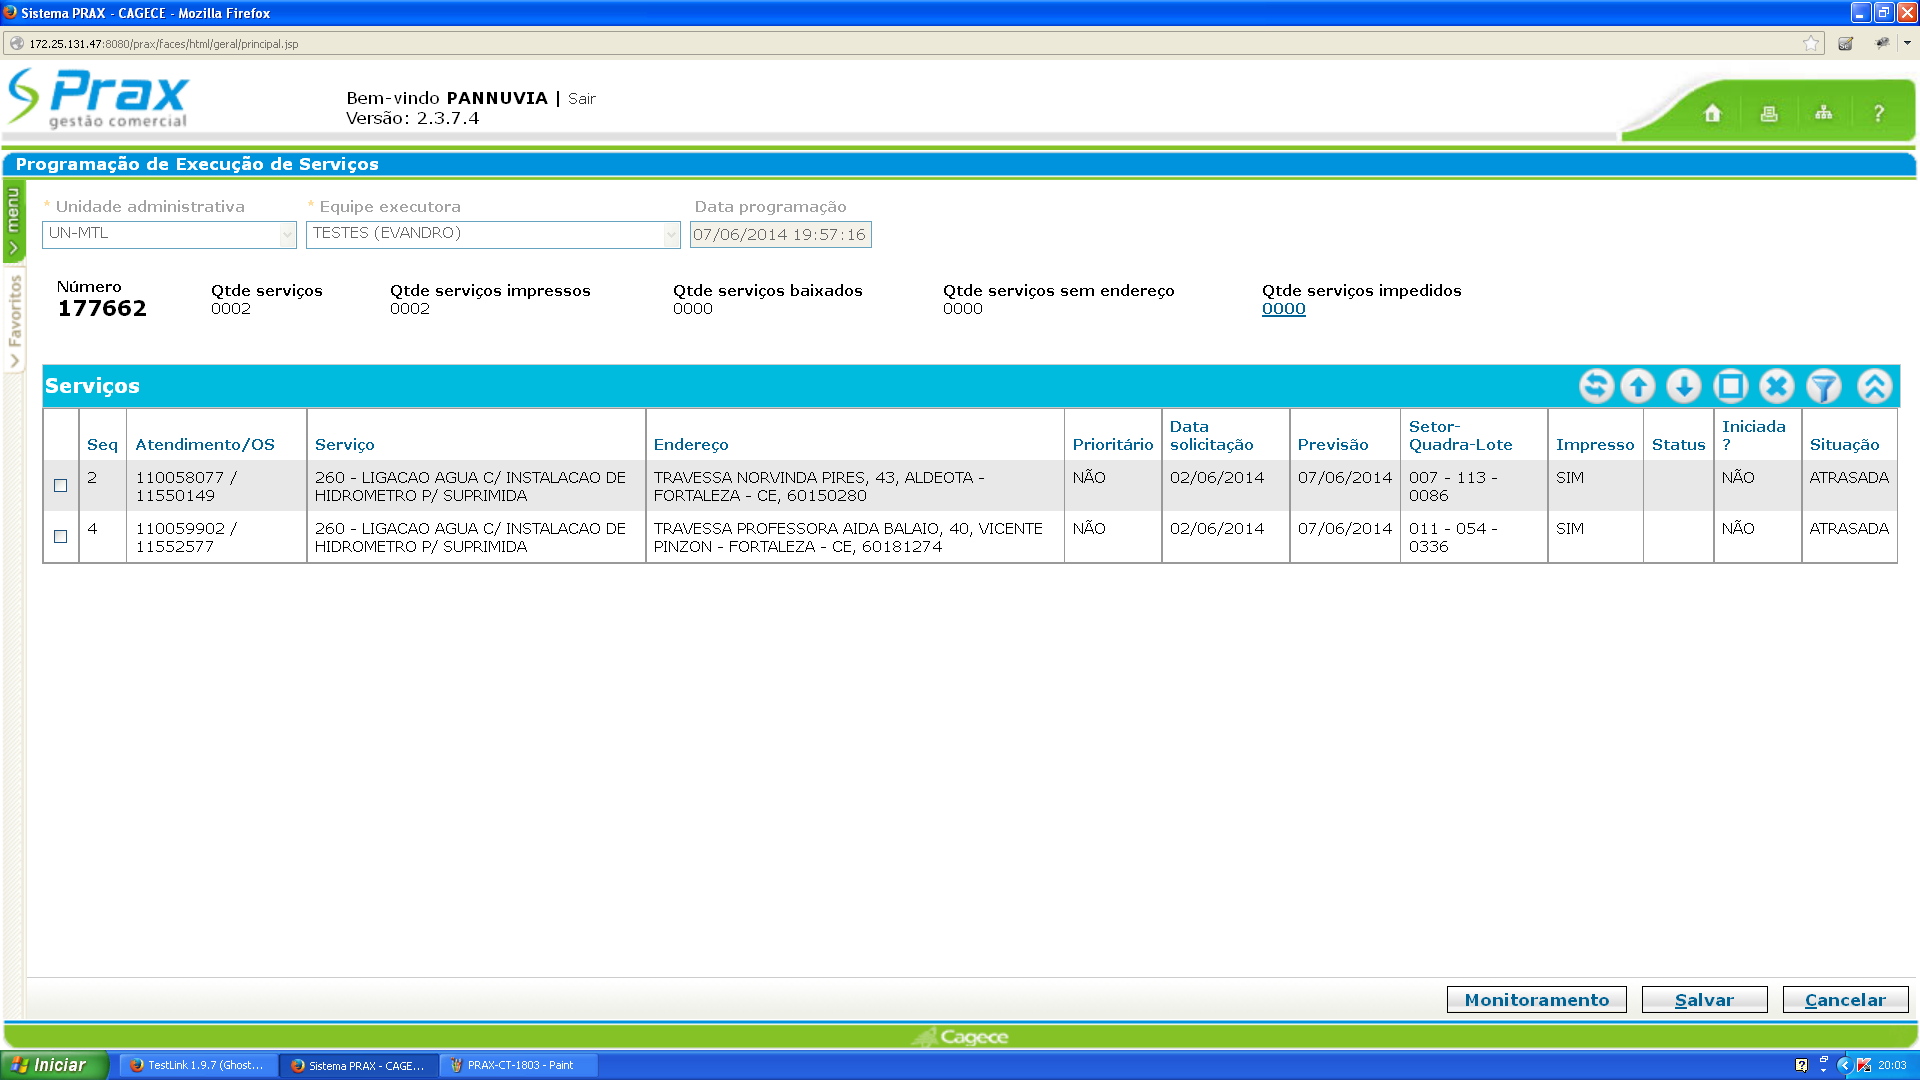 Sistema PRAX - CAGECE - Mozilla Firefox
172.25.131.47:8080/prax/faces/html/geral/principal.jsp
Prax
gestão comercial
Bem-vindo PANNUVIA | Sair
Versão: 2.3.7.4
?
Programação de Execução de Serviços
menu
Favoritos
* Unidade administrativa * Equipe executora Data programação
UN-MTL TESTES (EVANDRO) 07/06/2014 19:57:16
Número Qtde serviços Qtde serviços impressos Qtde serviços baixados Qtde serviços sem endereço Qtde serviços impedidos
177662 0002 0002 0000 0000 0000
Serviços
Seq Atendimento/OS Serviço Endereço Prioritário Data solicitação Previsão Setor-Quadra-Lote Impresso Status Iniciada ? Situação
2 110058077 / 260 - LIGACAO AGUA C/ INSTALACAO DE TRAVESSA NORVINDA PIRES, 43, ALDEOTA - NÃO 02/06/2014 07/06/2014 007 - 113 - SIM NÃO ATRASADA
11550149 HIDROMETRO P/ SUPRIMIDA FORTALEZA - CE, 60150280 0086
4 110059902 / 260 - LIGACAO AGUA C/ INSTALACAO DE TRAVESSA PROFESSORA AIDA BALAIO, 40, VICENTE NÃO 02/06/2014 07/06/2014 011 - 054 - SIM NÃO ATRASADA
11552577 HIDROMETRO P/ SUPRIMIDA PINZON - FORTALEZA - CE, 60181274 0336
Monitoramento Salvar Cancelar
Cagece
Iniciar TestLink 1.9.7 (Ghost... Sistema PRAX - CAGE... PRAX-CT-1803 - Paint 20:03